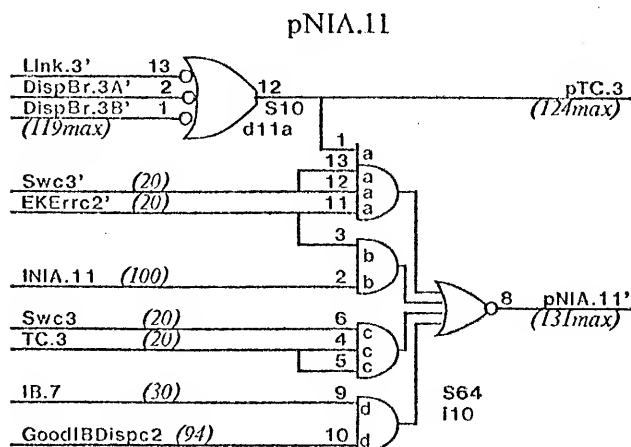 pNIA.11
Link.3' 13
DispBr.3A' 2
DispBr.3B' 1
(119max)
12
S10
d11a
pTC.3
(124max)
1 a
13 a
Swc3' (20) 12 a
EKErrc2' (20) 11 a
3 b
INIA.11 (100) 2 b
8 pNIA.11'
(131max)
Swc3 (20) 6 c
TC.3 (20) 4 c
5 c
IB.7 (30) 9 d
GoodIBDispc2 (94) 10 d
S64
i10